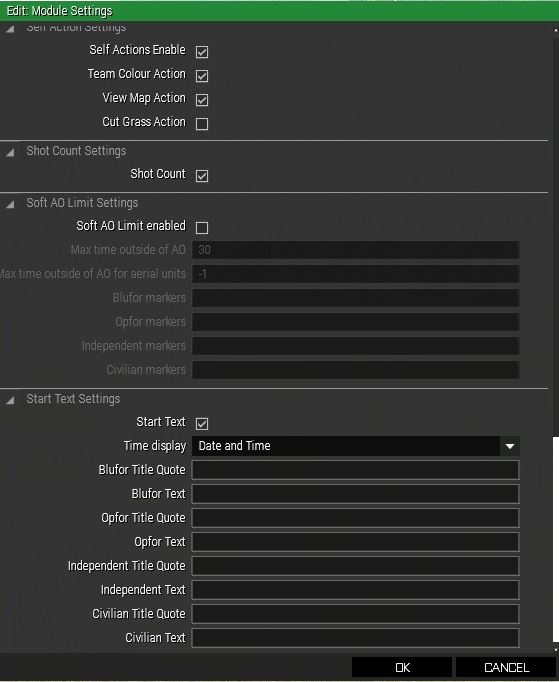 Edit: Module Settings
Self Action Settings
Self Actions Enable
Team Colour Action
View Map Action
Cut Grass Action
Shot Count Settings
Shot Count
Soft AO Limit Settings
Soft AO Limit enabled
Max time outside of AO 30
Max time outside of AO for aerial units -1
Blufor markers
Opfor markers
Independent markers
Civilian markers
Start Text Settings
Start Text
Time display Date and Time
Blufor Title Quote
Blufor Text
Opfor Title Quote
Opfor Text
Independent Title Quote
Independent Text
Civilian Title Quote
Civilian Text
OK CANCEL